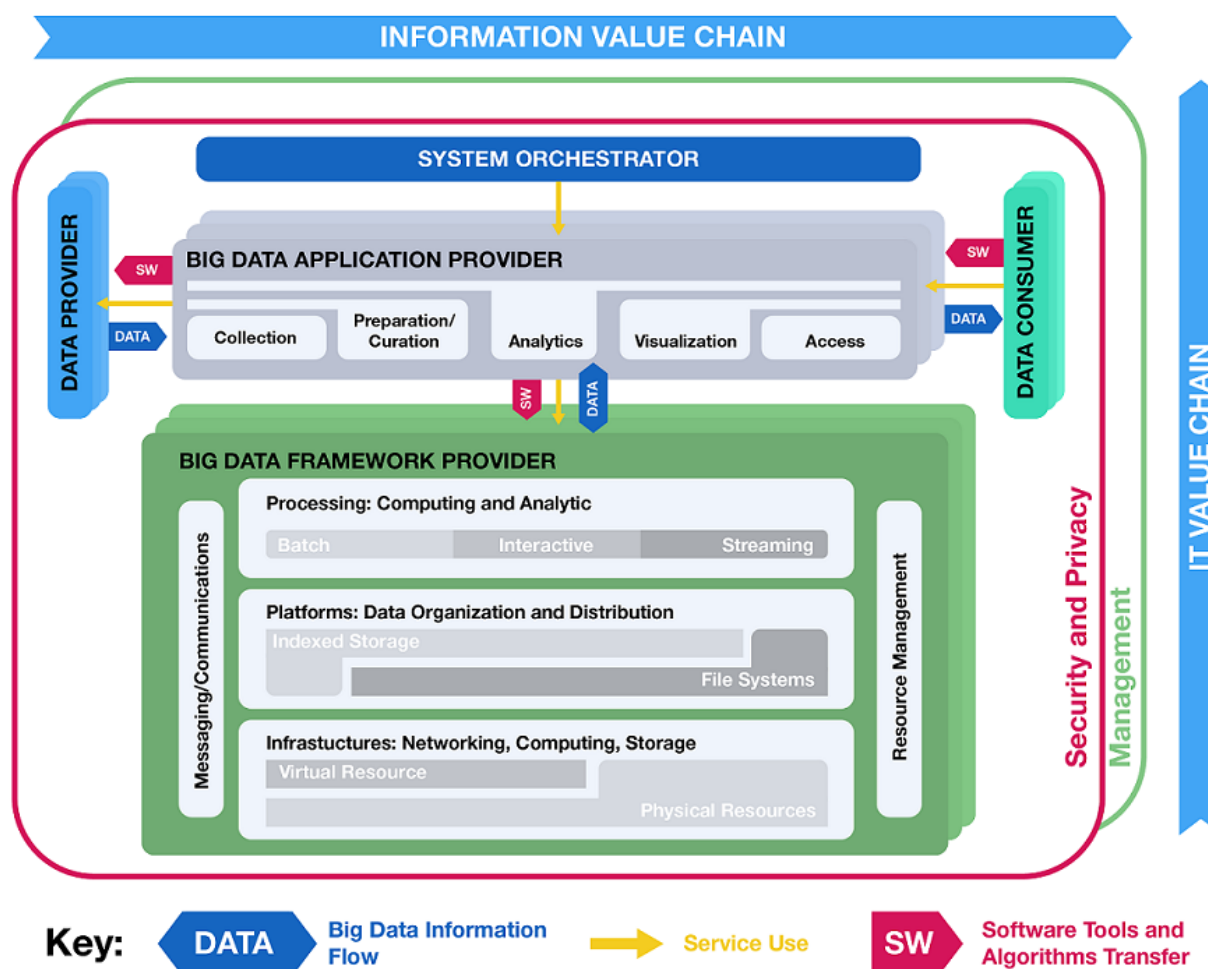 INFORMATION VALUE CHAIN
SYSTEM ORCHESTRATOR
DATA PROVIDER
SW
DATA
BIG DATA APPLICATION PROVIDER
Collection
Preparation/
Curation
Analytics
Visualization
Access
SW
DATA
DATA CONSUMER
SW
DATA
BIG DATA FRAMEWORK PROVIDER
Messaging/Communications
Processing: Computing and Analytic
Batch
Interactive
Streaming
Platforms: Data Organization and Distribution
Indexed Storage
File Systems
Infrastuctures: Networking, Computing, Storage
Virtual Resource
Physical Resources
Resource Management
Security and Privacy
Management
IT VALUE CHAIN
Key:
DATA
Big Data Information
Flow
Service Use
SW
Software Tools and
Algorithms Transfer